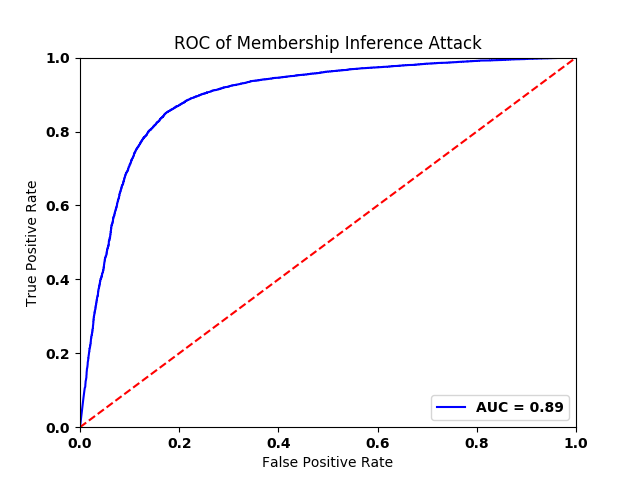 ROC of Membership Inference Attack
1.0
0.8
0.6
0.4
0.2
0.0
True Positive Rate
AUC = 0.89
0.0 0.2 0.4 0.6 0.8 1.0
False Positive Rate